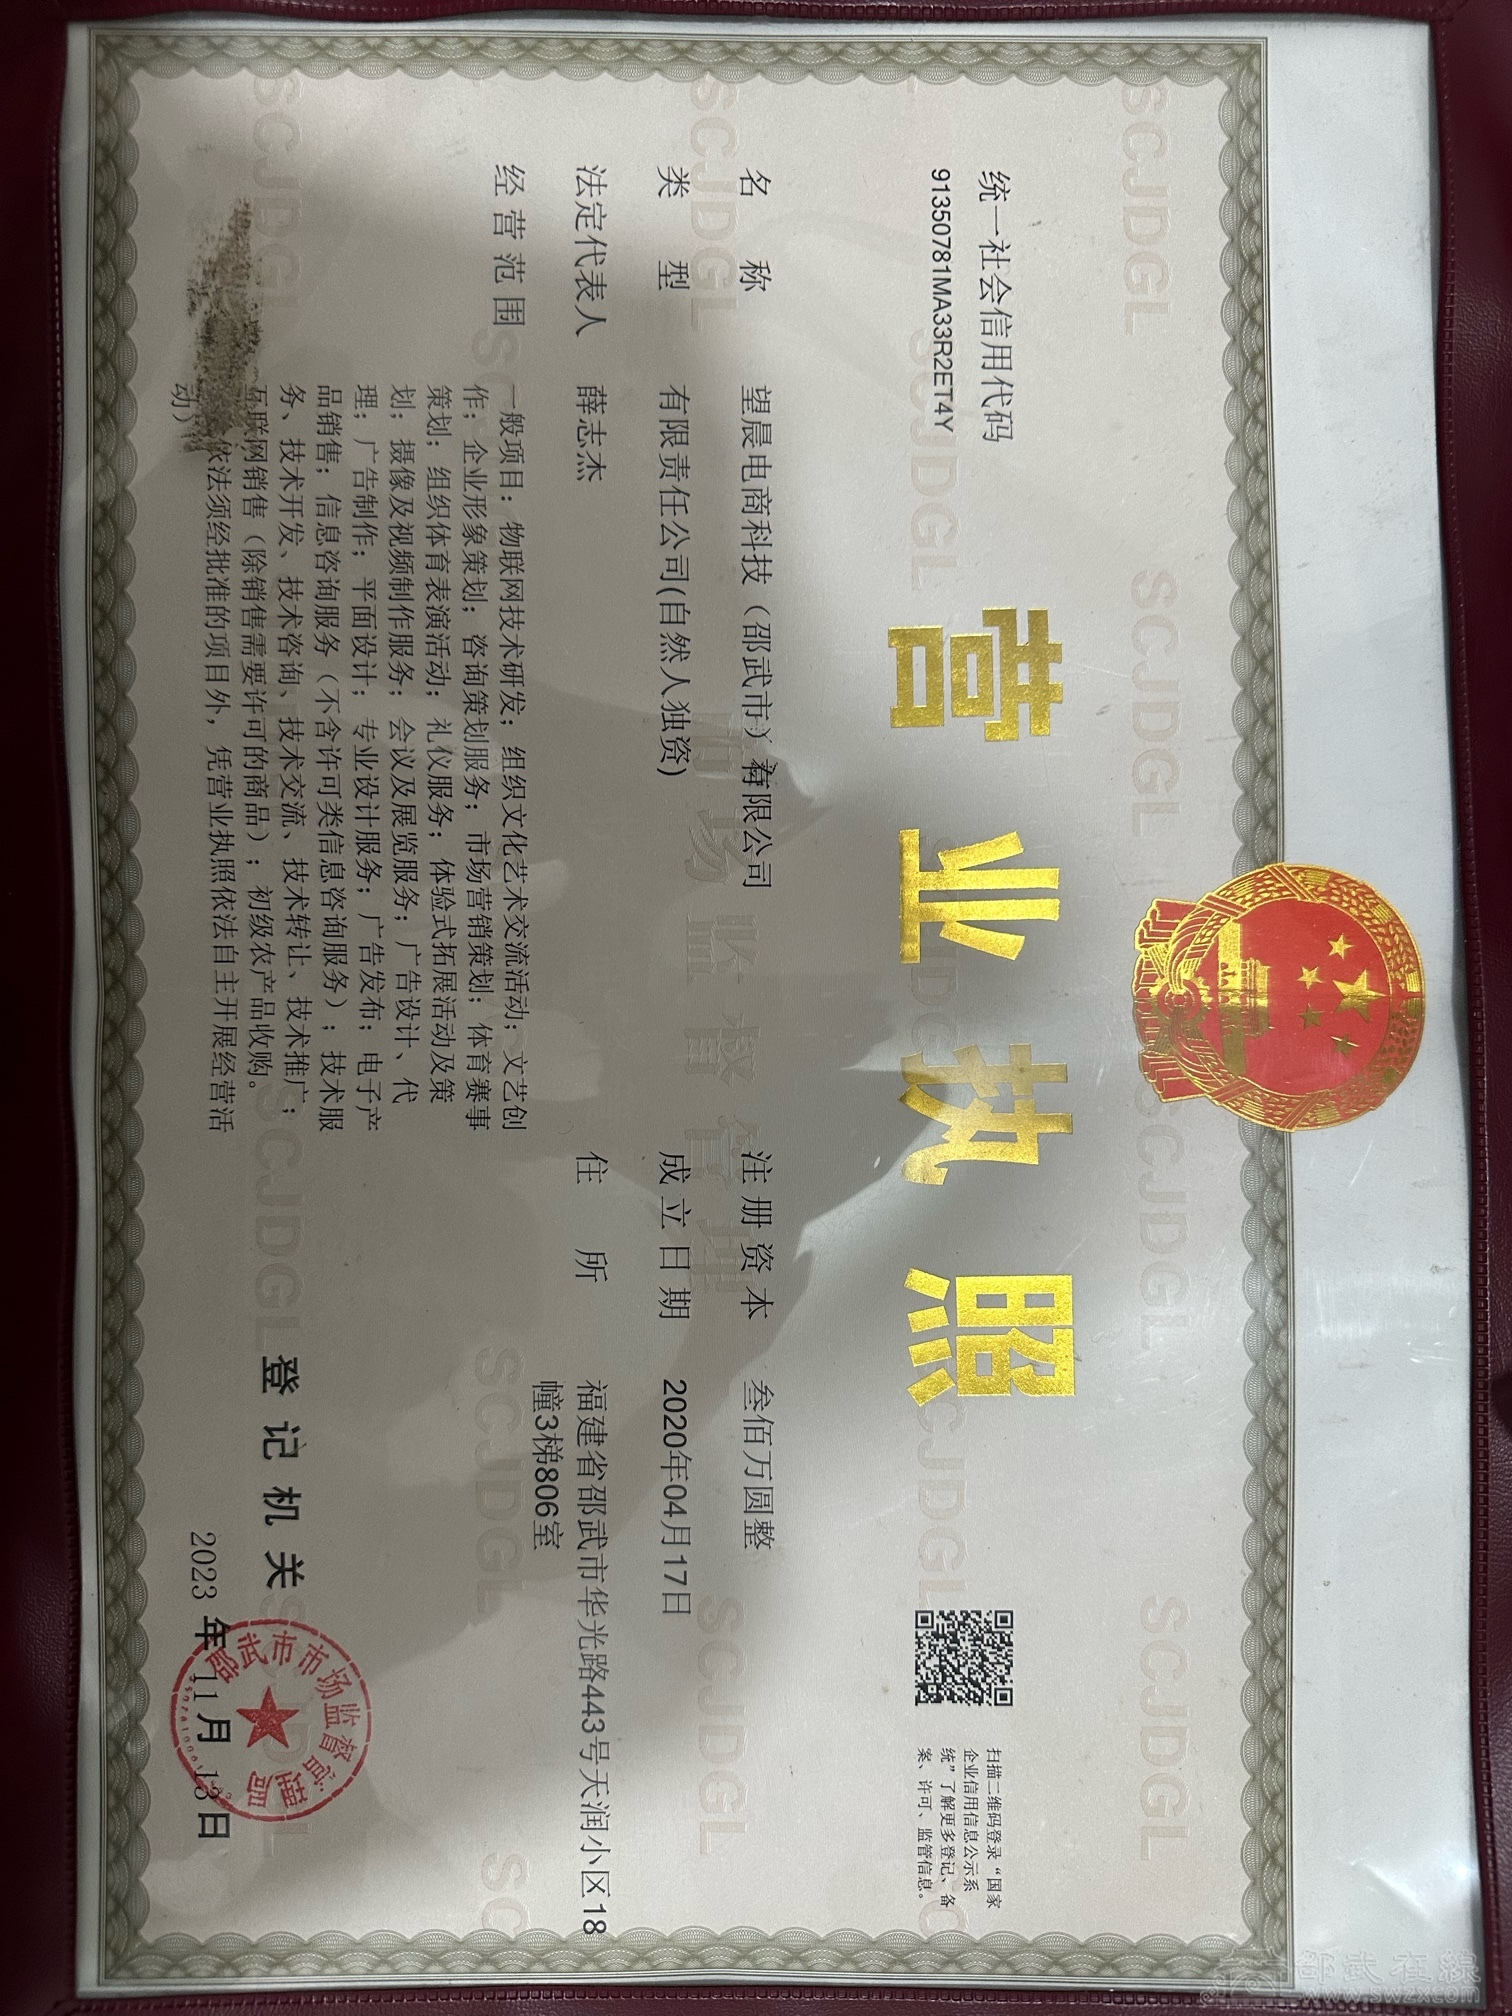 营业执照
统一社会信用代码
91350781MA33R2ET4Y
扫描二维码登录“国家
企业信用信息公示系
统”了解更多登记、备
案、许可、监管信息。
名称 望晨电商科技（邵武市）有限公司
类型 有限责任公司(自然人独资)
法定代表人 薛志杰
经营范围 一般项目：物联网技术研发；组织文化艺术交流活动；文艺创
作；企业形象策划；咨询策划服务；市场营销策划；体育赛事
策划；组织体育表演活动；礼仪服务；体验式拓展活动及策
划；摄像及视频制作服务；会议及展览服务；广告设计、代
理；广告制作；平面设计；专业设计服务；广告发布；电子产
品销售；信息咨询服务（不含许可类信息咨询服务）；技术服
务、技术开发、技术咨询、技术交流、技术转让、技术推广；
互联网销售（除销售需要许可的商品）；初级农产品收购。
依法须经批准的项目外，凭营业执照依法自主开展经营活
动）
注册资本 叁佰万圆整
成立日期 2020年04月17日
住所 福建省邵武市华光路443号天润小区18
幢3梯806室
登记机关
2023年11月13日
邵武市市场监督管理局
市场监督管理
SCJDGL
邵武在線
www.swzx.com